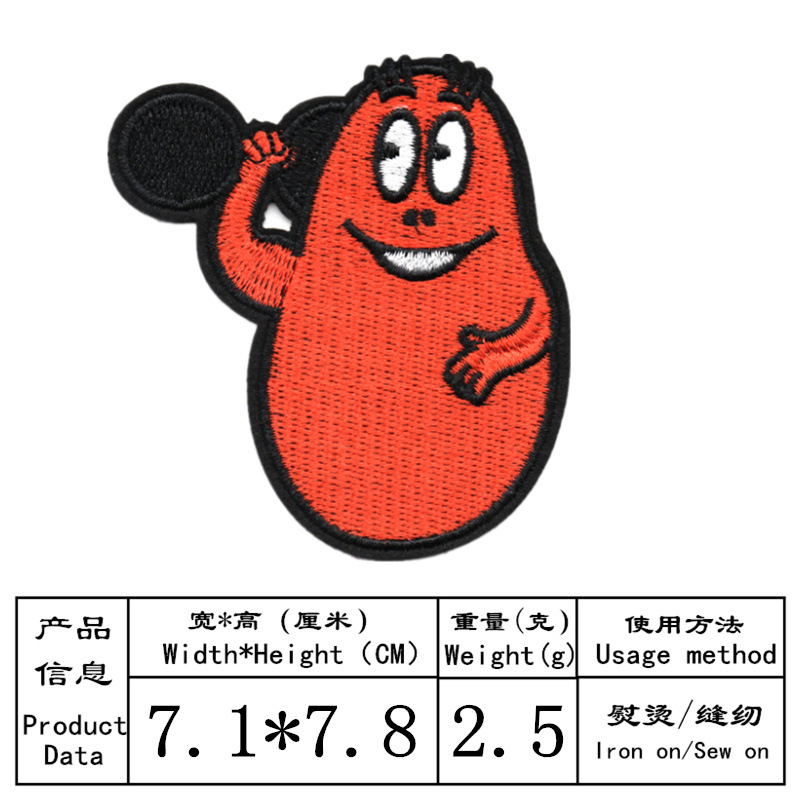 产品
信息
Product
Data
宽*高(厘米)
Width*Height(CM)
7.1*7.8
重量(克)
Weight(g)
2.5
使用方法
Usage method
熨烫/缝纫
Iron on/Sew on